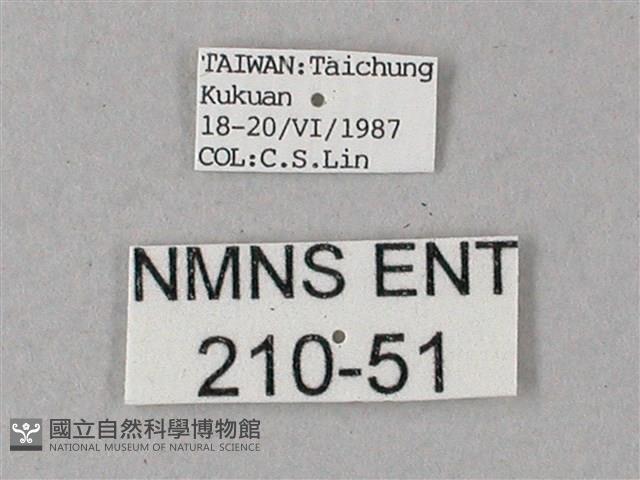 TAIWAN:Taichung
Kukuan
18-20/VI/1987
COL:C.S.Lin
NMNS ENT
210-51
國立自然科學博物館
NATIONAL MUSEUM OF NATURAL SCIENCE